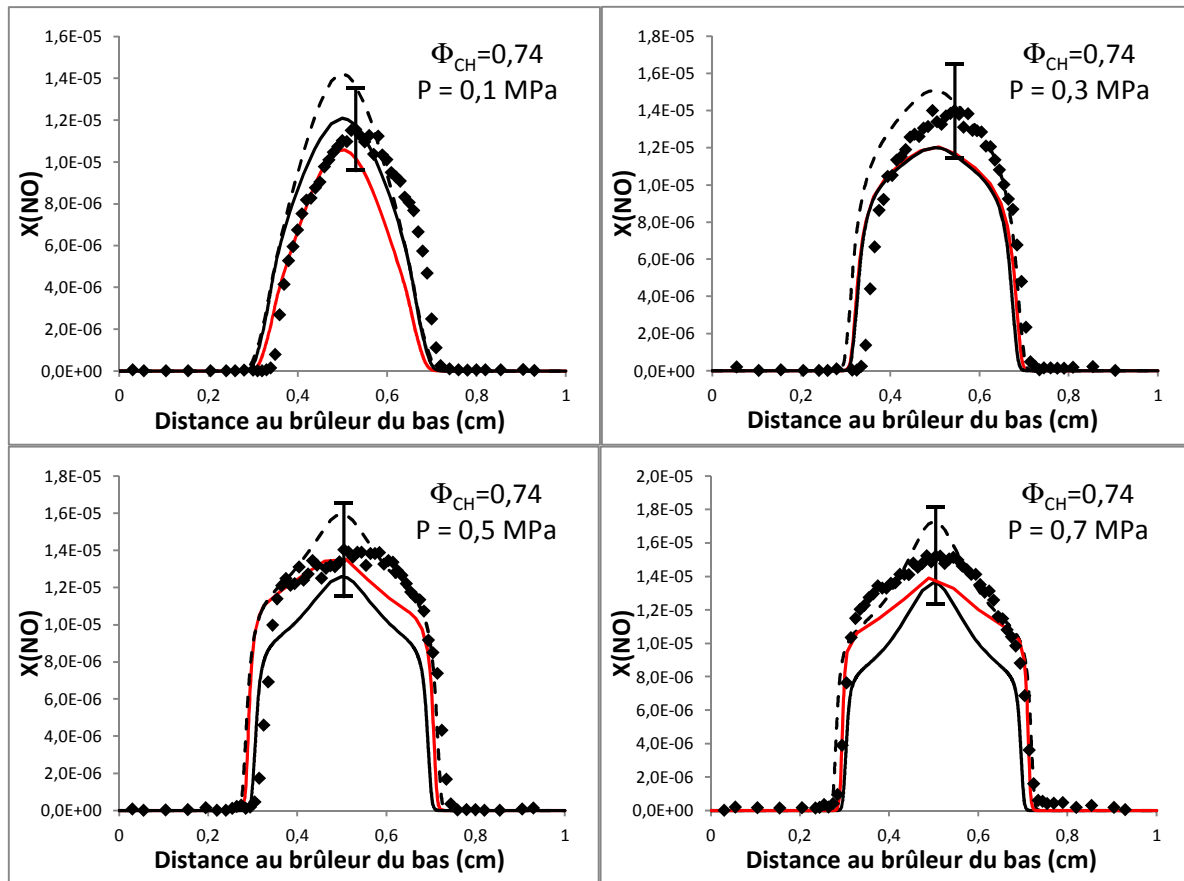 1,6E-05
1,4E-05
1,2E-05
1,0E-05
8,0E-06
6,0E-06
4,0E-06
2,0E-06
0,0E+00
X(NO)
ΦCH=0,74
P = 0,1 MPa
0 0,2 0,4 0,6 0,8 1
Distance au brûleur du bas (cm)
1,8E-05
1,6E-05
1,4E-05
1,2E-05
1,0E-05
8,0E-06
6,0E-06
4,0E-06
2,0E-06
0,0E+00
X(NO)
ΦCH=0,74
P = 0,3 MPa
0 0,2 0,4 0,6 0,8 1
Distance au brûleur du bas (cm)
1,8E-05
1,6E-05
1,4E-05
1,2E-05
1,0E-05
8,0E-06
6,0E-06
4,0E-06
2,0E-06
0,0E+00
X(NO)
ΦCH=0,74
P = 0,5 MPa
0 0,2 0,4 0,6 0,8 1
Distance au brûleur du bas (cm)
2,0E-05
1,8E-05
1,6E-05
1,4E-05
1,2E-05
1,0E-05
8,0E-06
6,0E-06
4,0E-06
2,0E-06
0,0E+00
X(NO)
ΦCH=0,74
P = 0,7 MPa
0 0,2 0,4 0,6 0,8 1
Distance au brûleur du bas (cm)